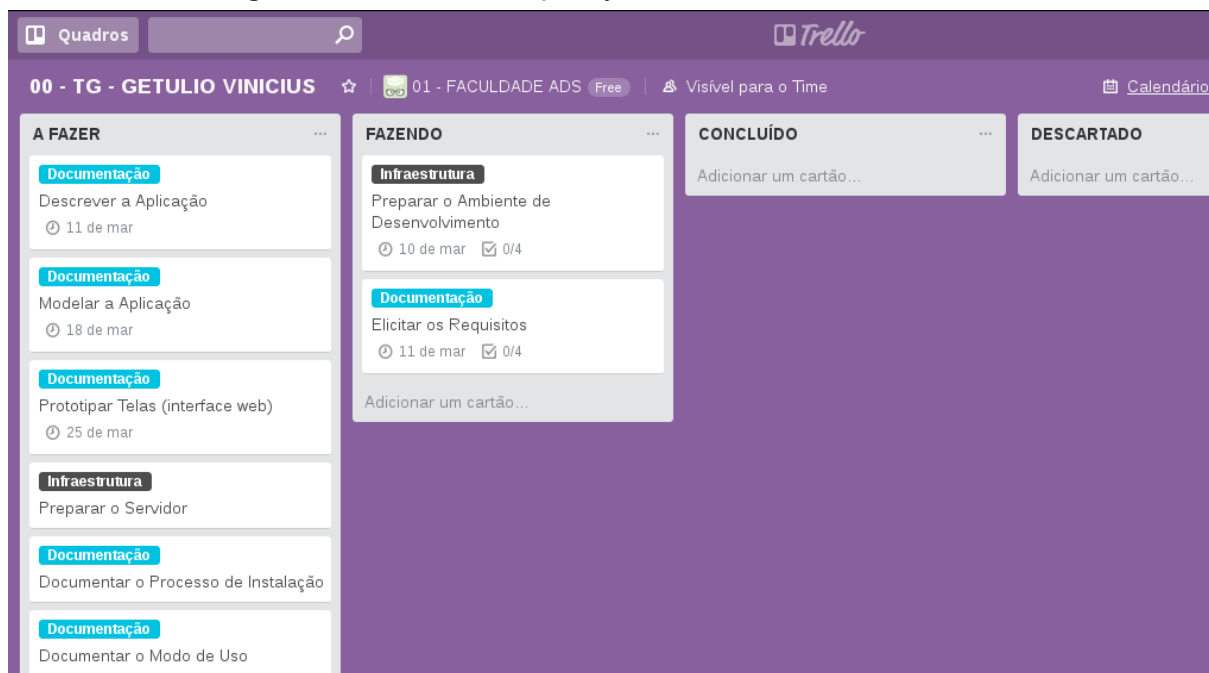 Quadros
Trello
00 - TG - GETULIO VINICIUS
01 - FACULDADE ADS Free
Visível para o Time
Calendário
A FAZER
Documentação
Descrever a Aplicação
11 de mar
Documentação
Modelar a Aplicação
18 de mar
Documentação
Prototipar Telas (interface web)
25 de mar
Infraestrutura
Preparar o Servidor
Documentação
Documentar o Processo de Instalação
Documentação
Documentar o Modo de Uso
FAZENDO
Infraestrutura
Preparar o Ambiente de
Desenvolvimento
10 de mar 0/4
Documentação
Elicitar os Requisitos
11 de mar 0/4
Adicionar um cartão...
CONCLUÍDO
Adicionar um cartão...
DESCARTADO
Adicionar um cartão...